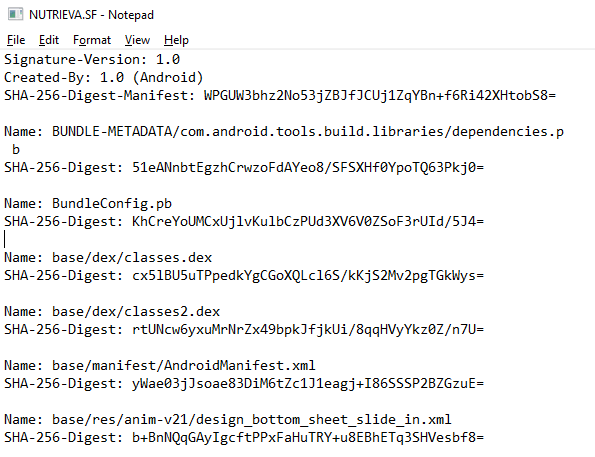 NUTRIEVA.SF - Notepad
File Edit Format View Help
Signature-Version: 1.0
Created-By: 1.0 (Android)
SHA-256-Digest-Manifest: WPGUW3bhz2No53jZBJfJCUj1ZqYBn+f6Ri42XHtobS8=
Name: BUNDLE-METADATA/com.android.tools.build.libraries/dependencies.p
b
SHA-256-Digest: 51eANnbtEgzhCrwzoFdAYeo8/SFSXHf0YpoTQ63Pkj0=
Name: BundleConfig.pb
SHA-256-Digest: KhCreYoUMCxUjlvKulbCzPUd3XV6V0ZSoF3rUId/5J4=
Name: base/dex/classes.dex
SHA-256-Digest: cx5lBU5uTPpedkYgCGoXQLcl6S/kKjS2Mv2pgTGkWys=
Name: base/dex/classes2.dex
SHA-256-Digest: rtUNcw6yxuMrNrZx49bpkJfjkUi/8qqHVyYkz0Z/n7U=
Name: base/manifest/AndroidManifest.xml
SHA-256-Digest: yWae03jJsoae83DiM6tZc1J1eagj+I86SSSP2BZGzuE=
Name: base/res/anim-v21/design_bottom_sheet_slide_in.xml
SHA-256-Digest: b+BnNQqGAyIgcftPPxFaHuTRY+u8EBhETq3SHVesbf8=